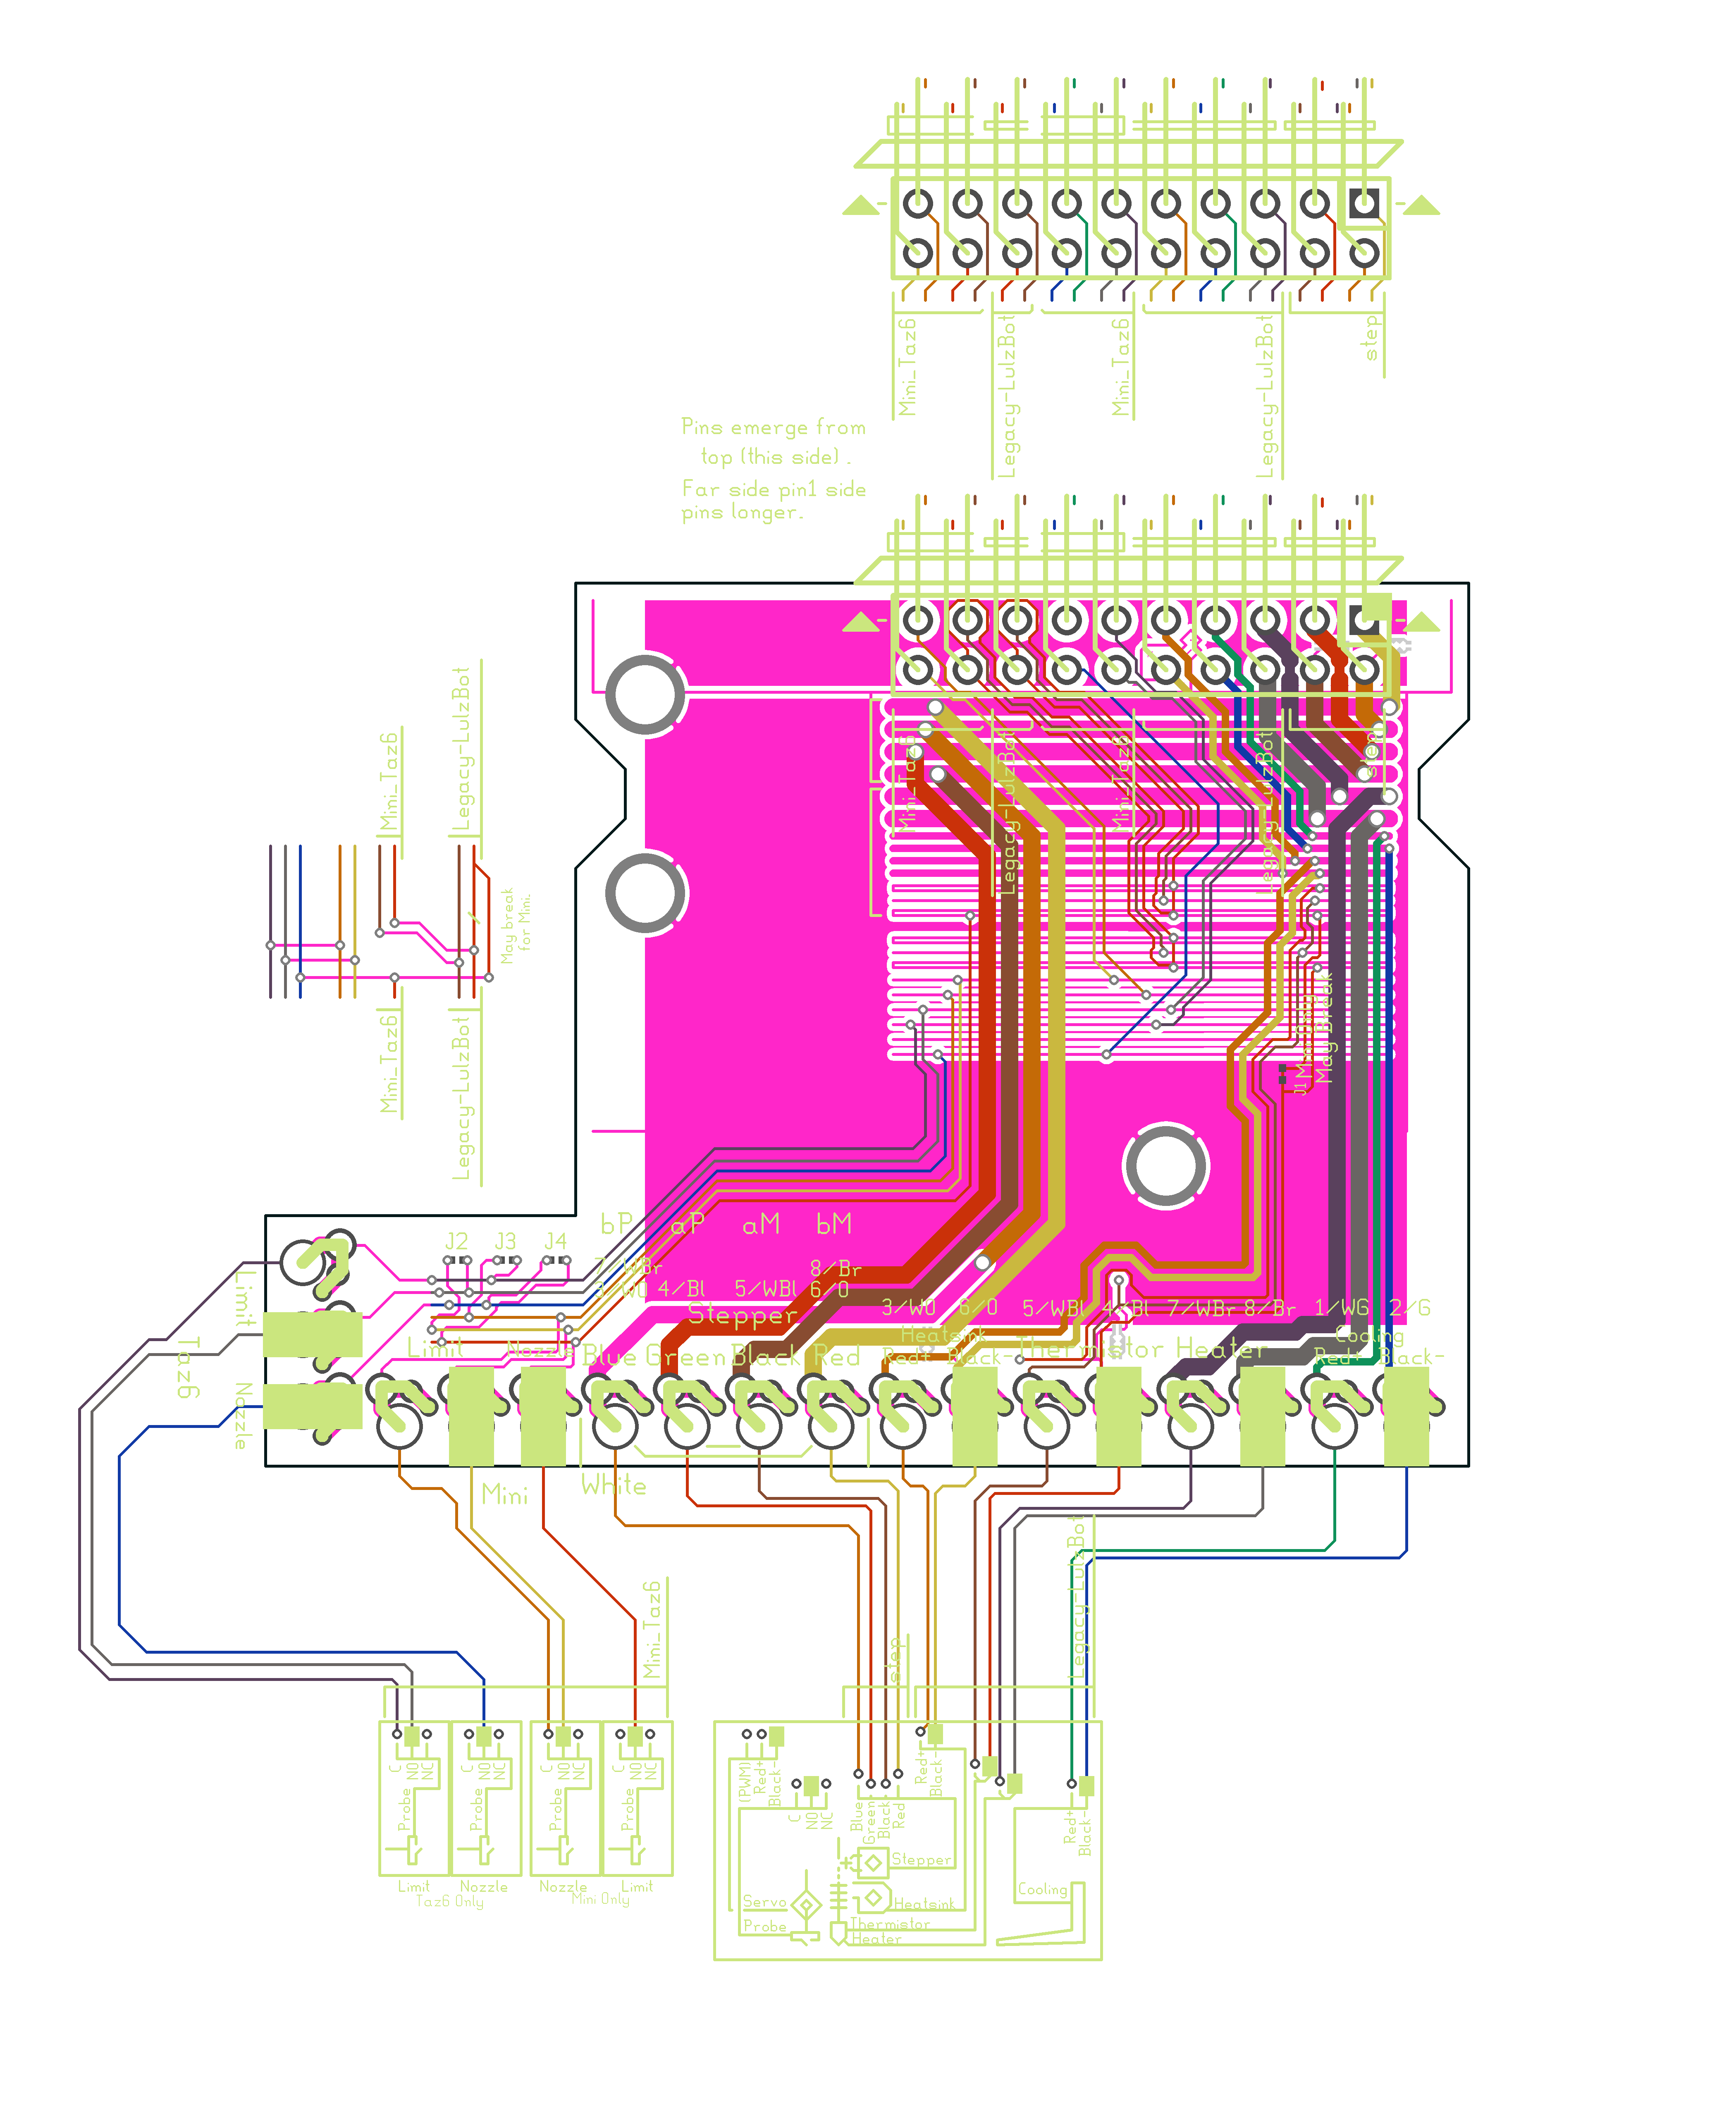 Mini_Taz6
Legacy-LulzBot
Mini_Taz6
Legacy-LulzBot
step
Pins emerge from
top (this side) .
Far side pin1 side
pins longer.
Mini_Taz6
Legacy-LulzBot
Mini_Taz6
Legacy-LulzBot
step
Mini_Taz6
Legacy-LulzBot
May break
for Mini.
Mini_Taz6
Legacy-LulzBot
J1
Mini Only
May Break
bP
aP
aM
bM
J2
J3
J4
7/WBr
8/Br
3/WO
4/Bl
5/WBl
6/O
Stepper
3/WO
6/O
5/WBl
4/Bl
7/WBr
8/Br
1/WG
2/G
Limit
Taz6
Nozzle
Limit
Nozzle
Blue
Green
Black
Red
Heatsink
Red+
Black-
Thermistor
Heater
Cooling
Red+
Black-
Mini
White
Mini_Taz6
step
Legacy-LulzBot
C
NO
NC
Probe
C
NO
NC
Probe
C
NO
NC
Probe
C
NO
NC
Probe
Limit
Nozzle
Nozzle
Limit
Taz6 Only
Mini Only
(PWM)
Red+
Black-
C
NO
NC
Blue
Green
Black
Red
Red+
Black-
Red+
Black-
Stepper
Servo
Heatsink
Probe
Thermistor
Heater
Cooling